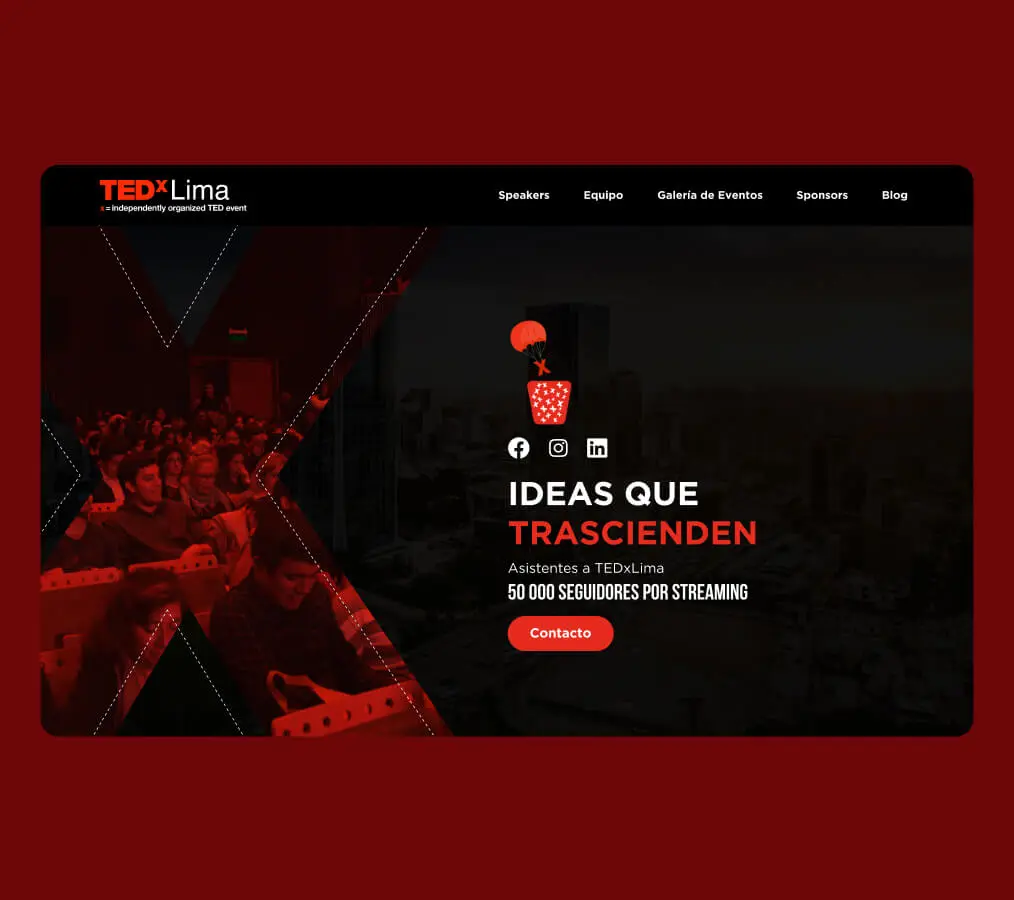 TEDxLima
x = independently organized TED event
Speakers Equipo Galería de Eventos Sponsors Blog
IDEAS QUE
TRASCIENDEN
Asistentes a TEDxLima
50 000 SEGUIDORES POR STREAMING
Contacto